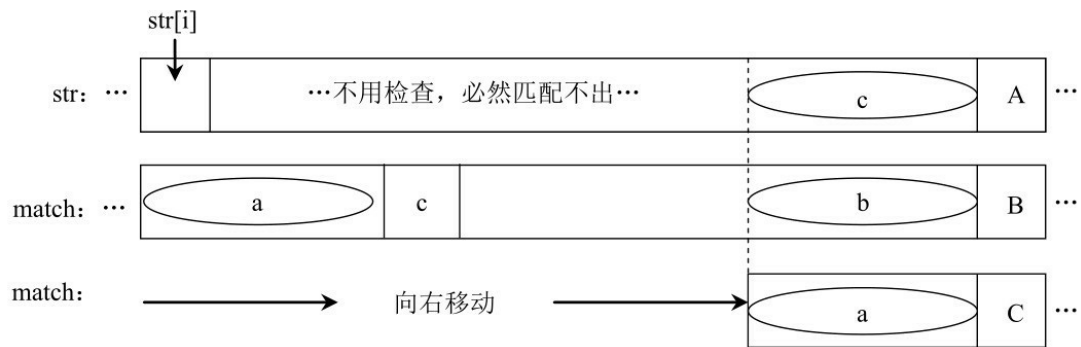 str[i]
str: … …不用检查，必然匹配不出… c A …
match: … a c b B …
match: 向右移动 a C …